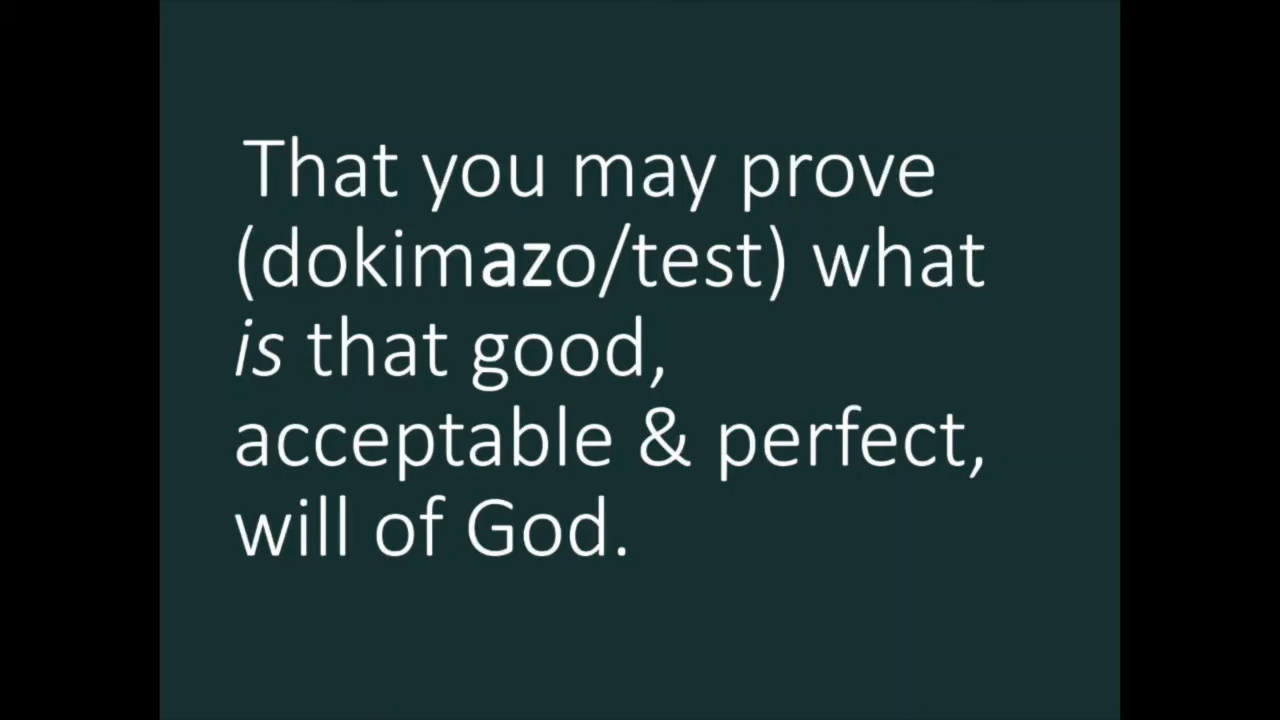 That you may prove
(dokimazo/test) what
is that good,
acceptable & perfect,
will of God.